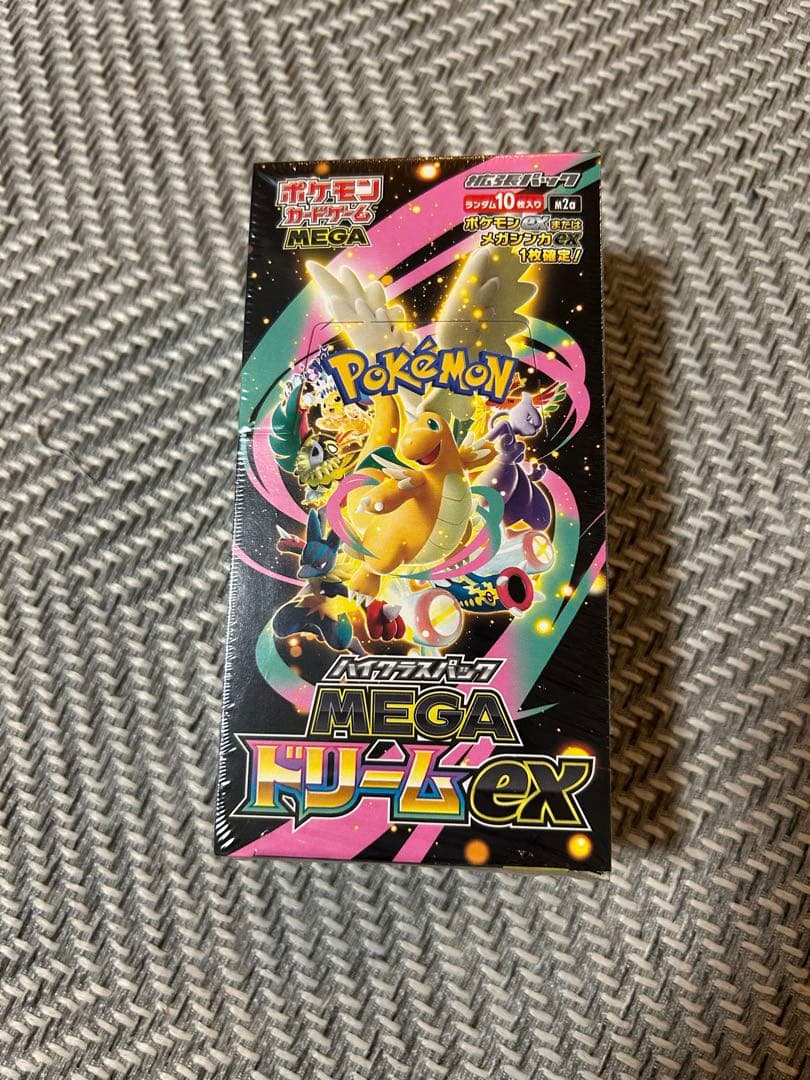 ポケモン
カードゲーム
MEGA
拡張パック
ランダム10枚入り M2a
ポケモンexまたは
メガシンカex
1枚確定!
POKÉMON
ハイクラスパック
MEGA
ドリームex